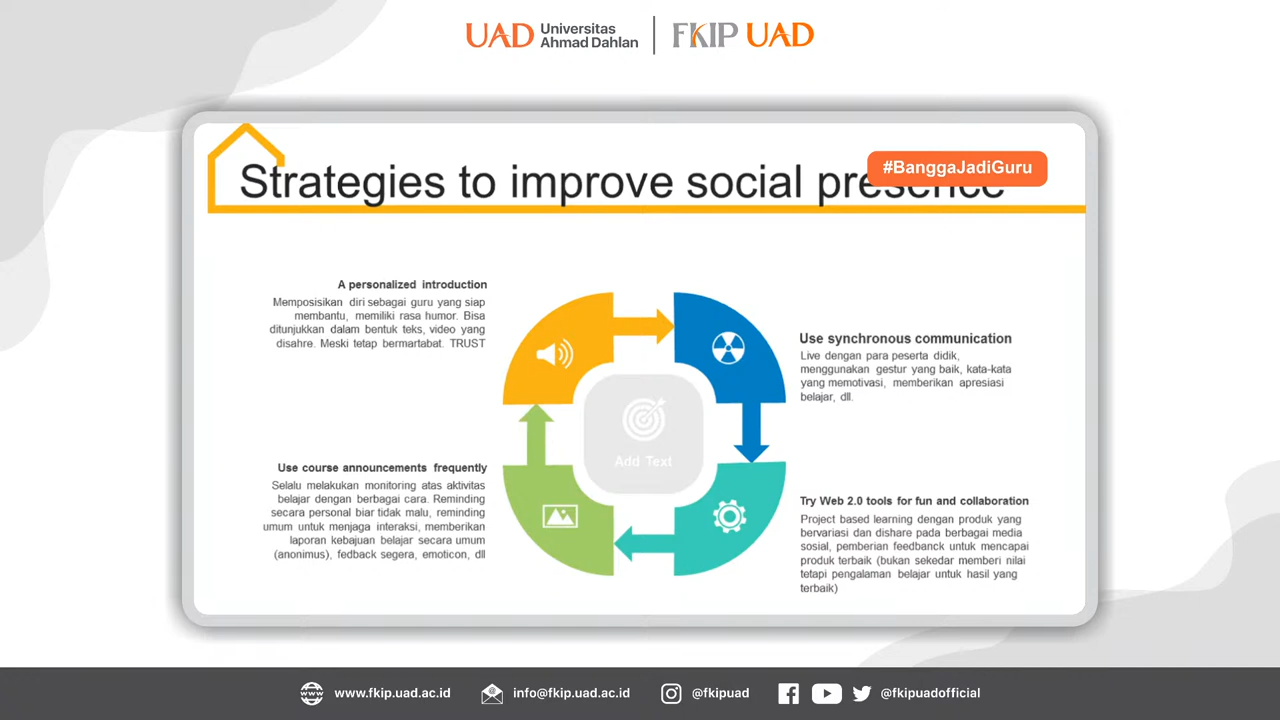 UAD Universitas
Ahmad Dahlan
FKIP UAD
Strategies to improve social presence
#BanggaJadiGuru
A personalized introduction
Memposisikan diri sebagai guru yang siap
membantu, memiliki rasa humor. Bisa
ditunjukkan dalam bentuk teks, video yang
disahre. Meski tetap bermartabat. TRUST
Use synchronous communication
Live dengan para peserta didik,
menggunakan gestur yang baik, kata-kata
yang memotivasi, memberikan apresiasi
belajar, dll.
Add Text
Use course announcements frequently
Selalu melakukan monitoring atas aktivitas
belajar dengan berbagai cara. Reminding
secara personal biar tidak malu, reminding
umum untuk menjaga interaksi, memberikan
laporan kebajuan belajar secara umum
(anonimus), fedback segera, emoticon, dll
Try Web 2.0 tools for fun and collaboration
Project based learning dengan produk yang
bervariasi dan dishare pada berbagai media
sosial, pemberian feedbanck untuk mencapai
produk terbaik (bukan sekedar memberi nilai
tetapi pengalaman belajar untuk hasil yang
terbaik)
www.fkip.uad.ac.id
info@fkip.uad.ac.id
@fkipuad
@fkipuadofficial